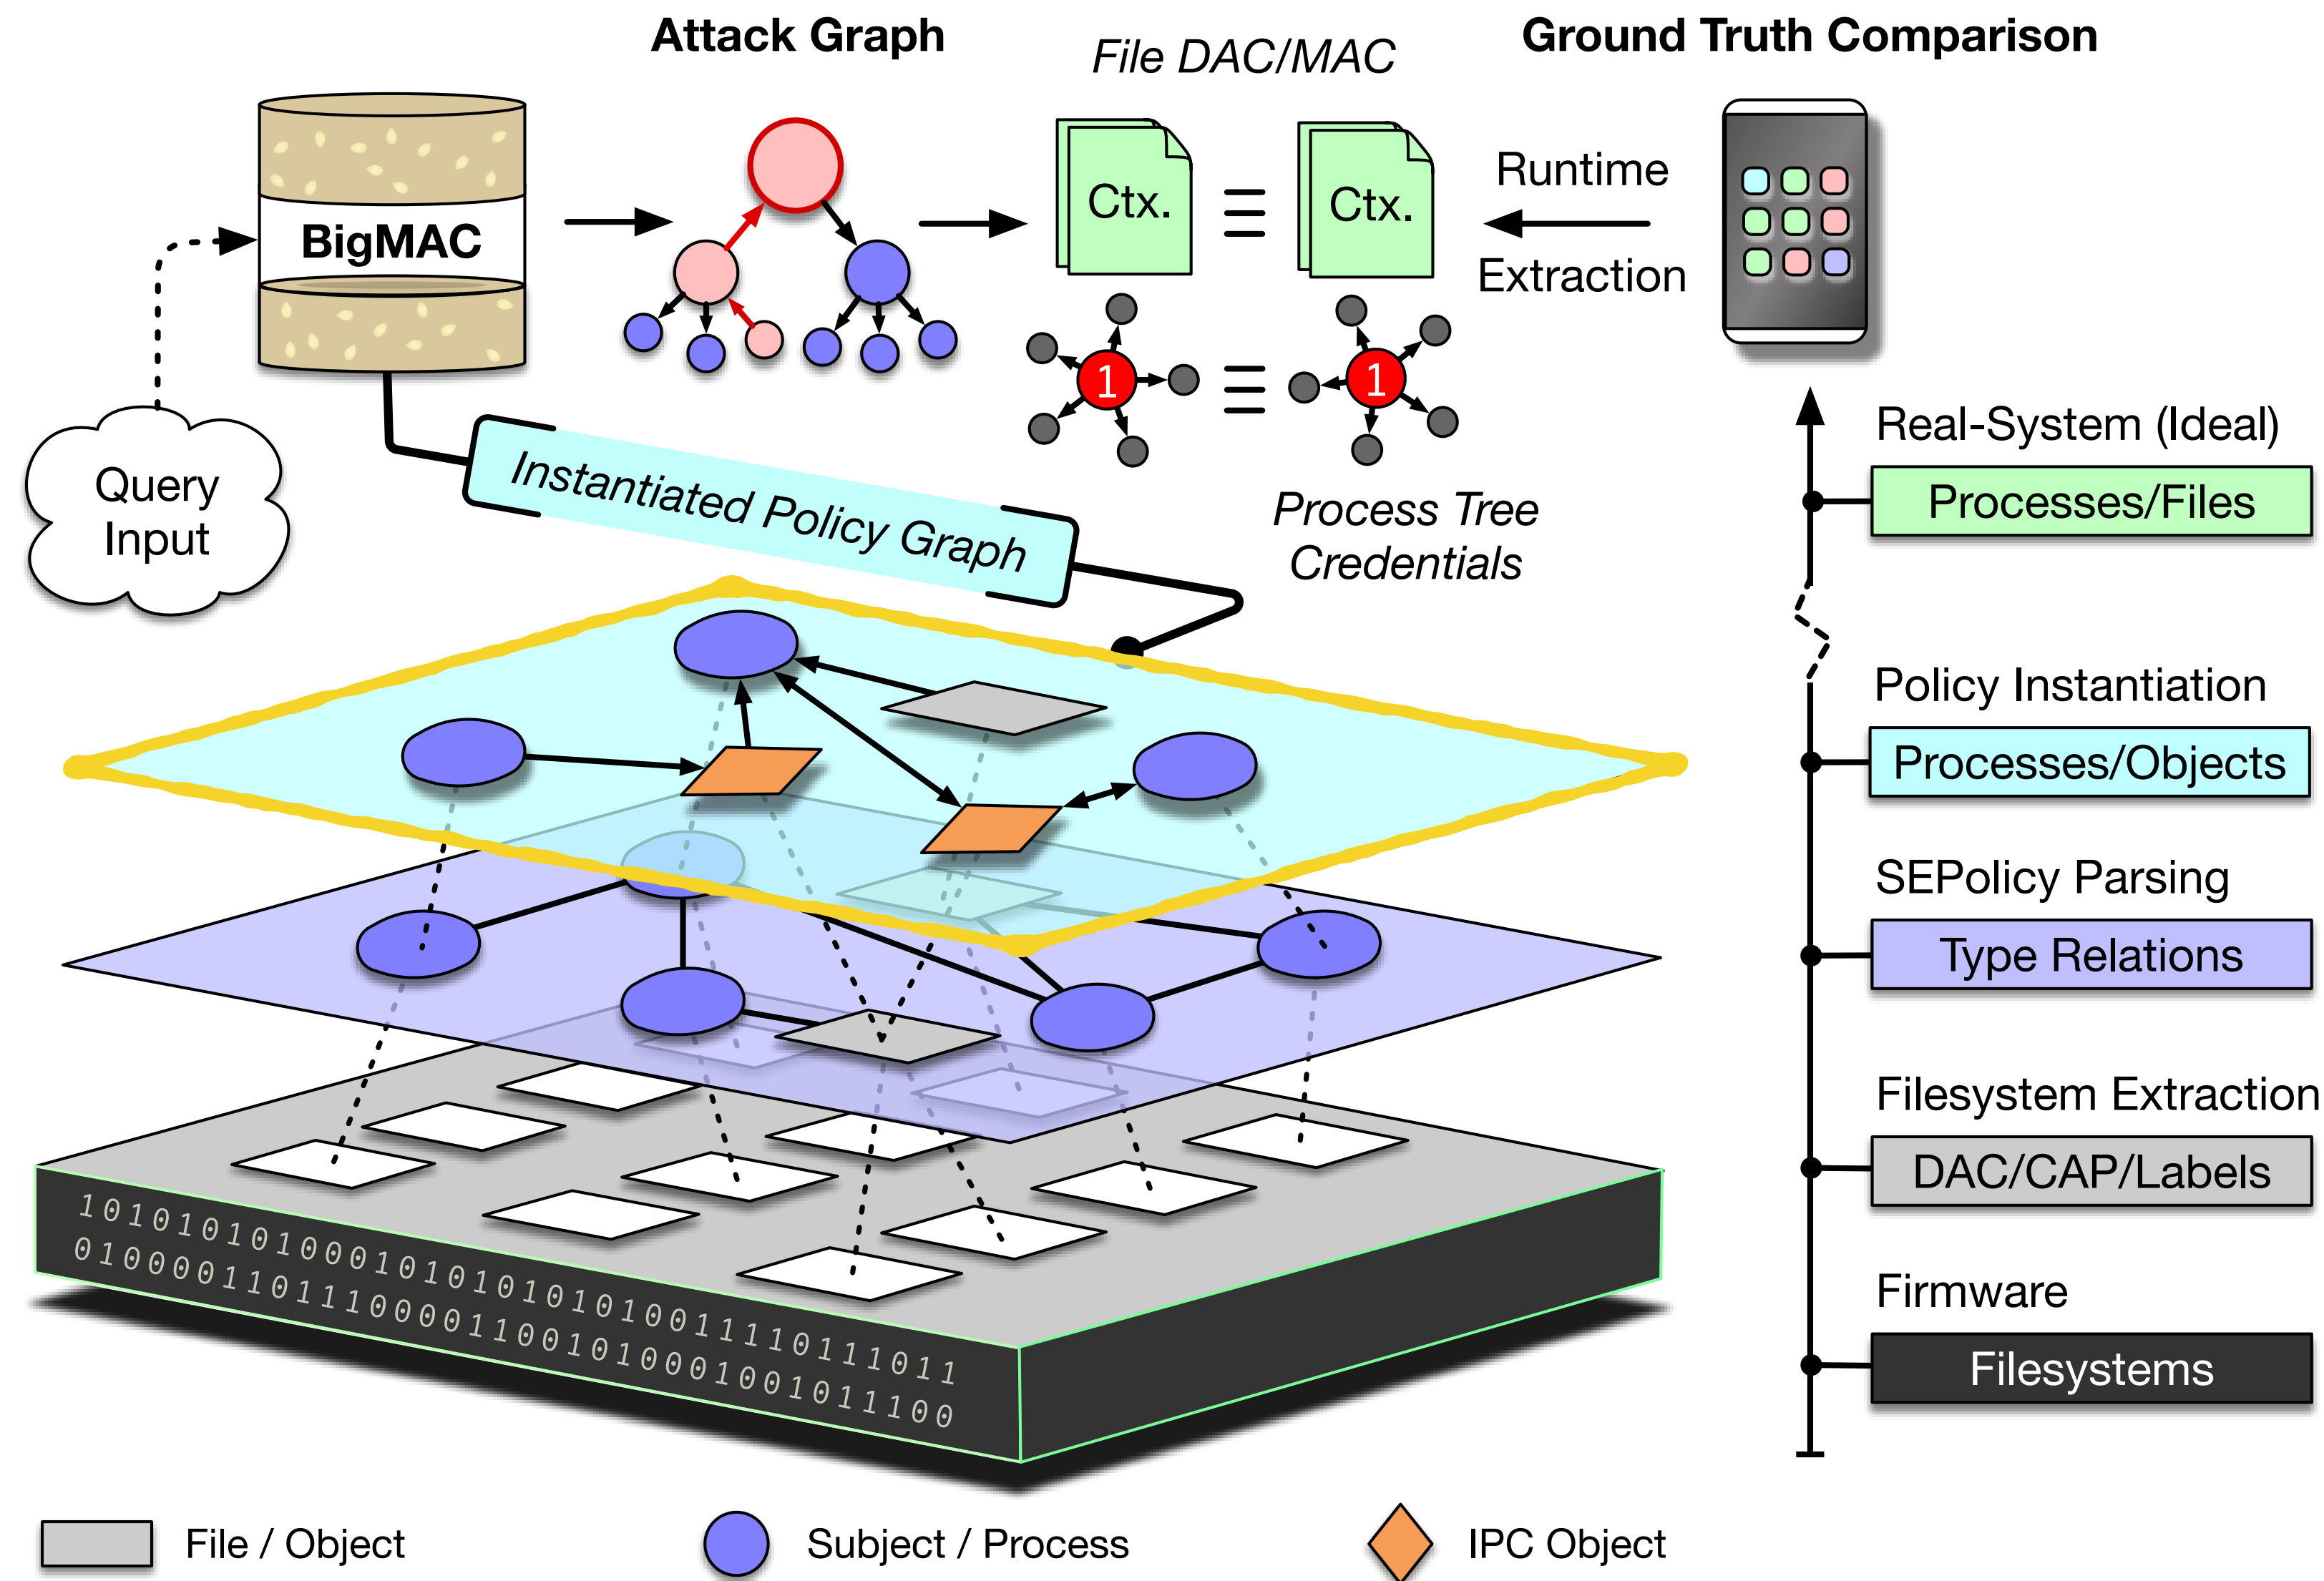 Attack Graph
File DAC/MAC
Ground Truth Comparison
BigMAC
Ctx.
Ctx.
Runtime
Extraction
1
1
Query
Input
Instantiated Policy Graph
Process Tree
Credentials
Real-System (Ideal)
Processes/Files
Policy Instantiation
Processes/Objects
SEPolicy Parsing
Type Relations
Filesystem Extraction
DAC/CAP/Labels
Firmware
Filesystems
1010101000101010101010011110111011
010000110111000011001010001001011100
File / Object
Subject / Process
IPC Object